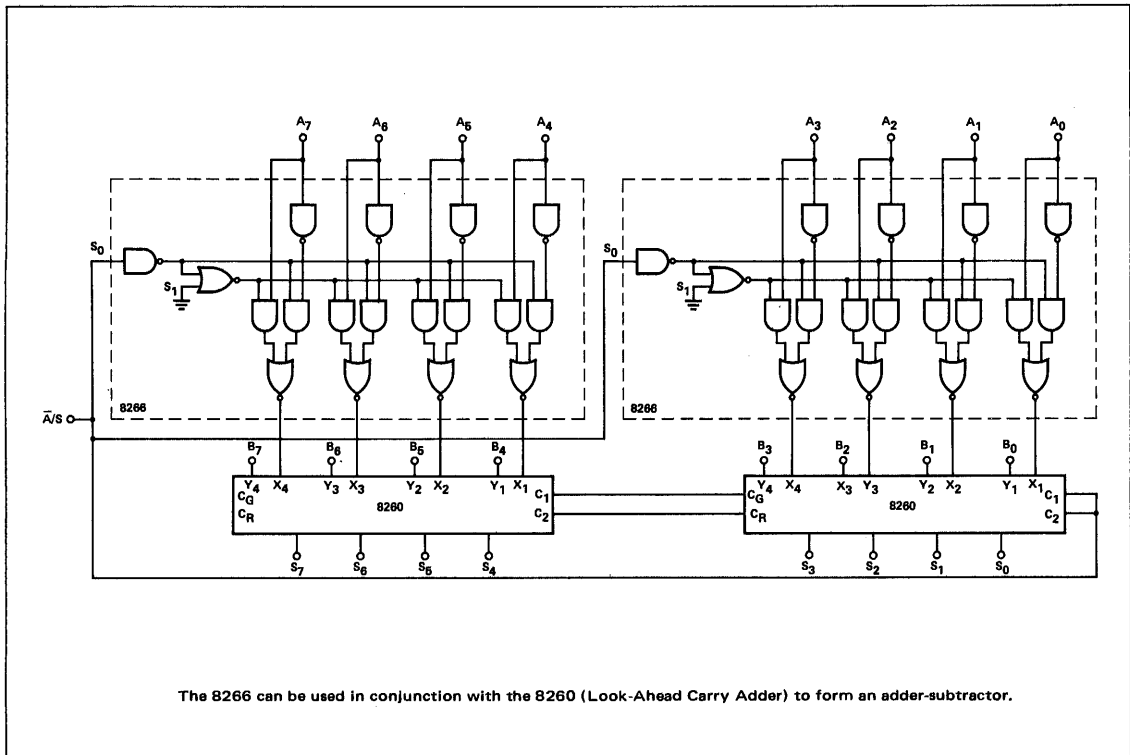 A7 A6 A5 A4 A3 A2 A1 A0
S0 S0
S1 S1
8266 8266
A̅/S
B7 B6 B5 B4 B3 B2 B1 B0
Y4 X4 Y3 X3 Y2 X2 Y1 X1 Y4 X4 X3 Y3 Y2 X2 Y1 X1
CG C1 CG C1
8260 8260
CR C2 CR C2
S7 S6 S5 S4 S3 S2 S1 S0
The 8266 can be used in conjunction with the 8260 (Look-Ahead Carry Adder) to form an adder-subtractor.